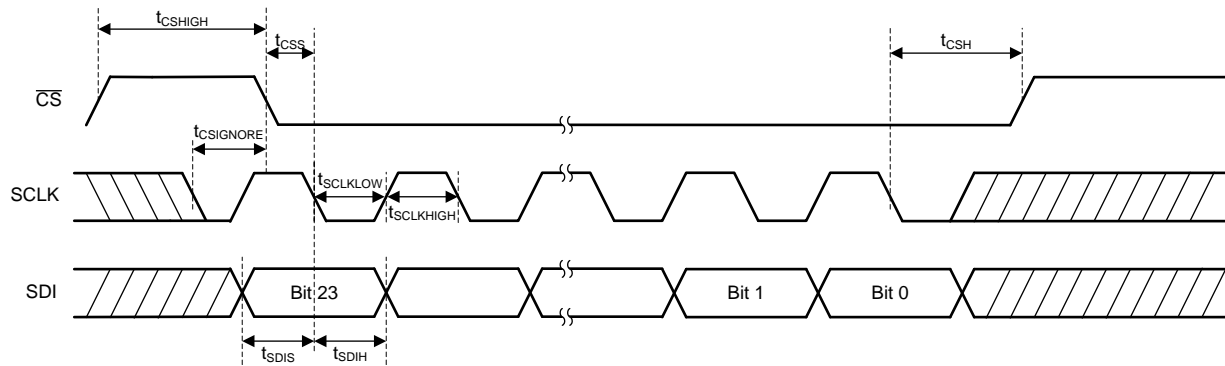 tCSHIGH
tCSS
tCSH
CS
tCSIGNORE
SCLK
tSCLKLOW
tSCLKHIGH
SDI
Bit 23
Bit 1
Bit 0
tSDIS
tSDIH